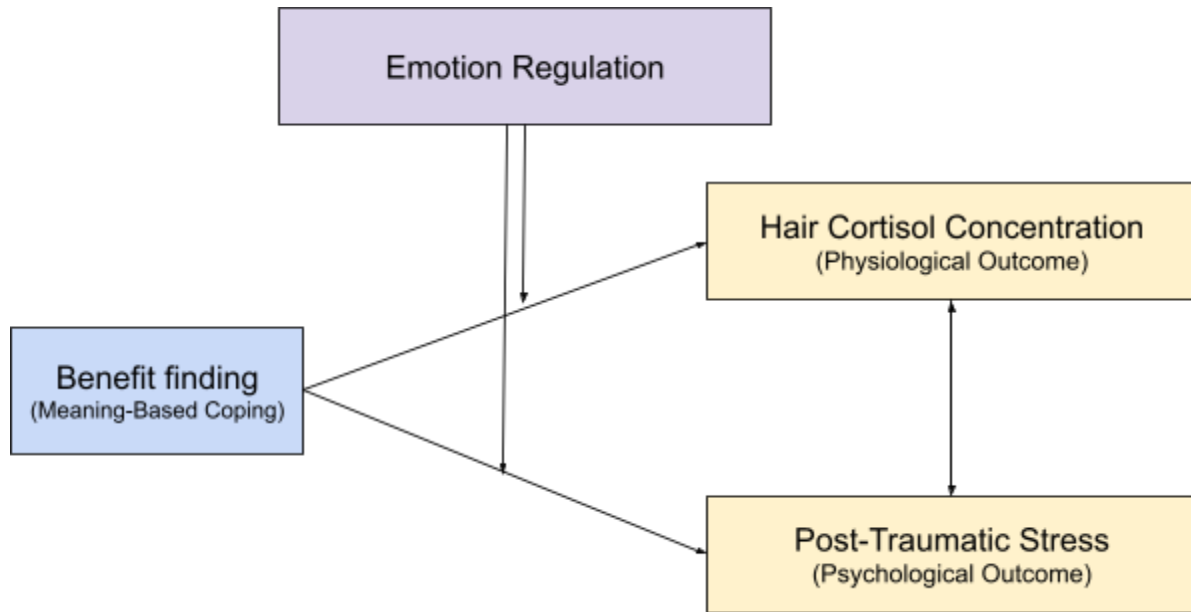 Emotion Regulation
Hair Cortisol Concentration
(Physiological Outcome)
Benefit finding
(Meaning-Based Coping)
Post-Traumatic Stress
(Psychological Outcome)